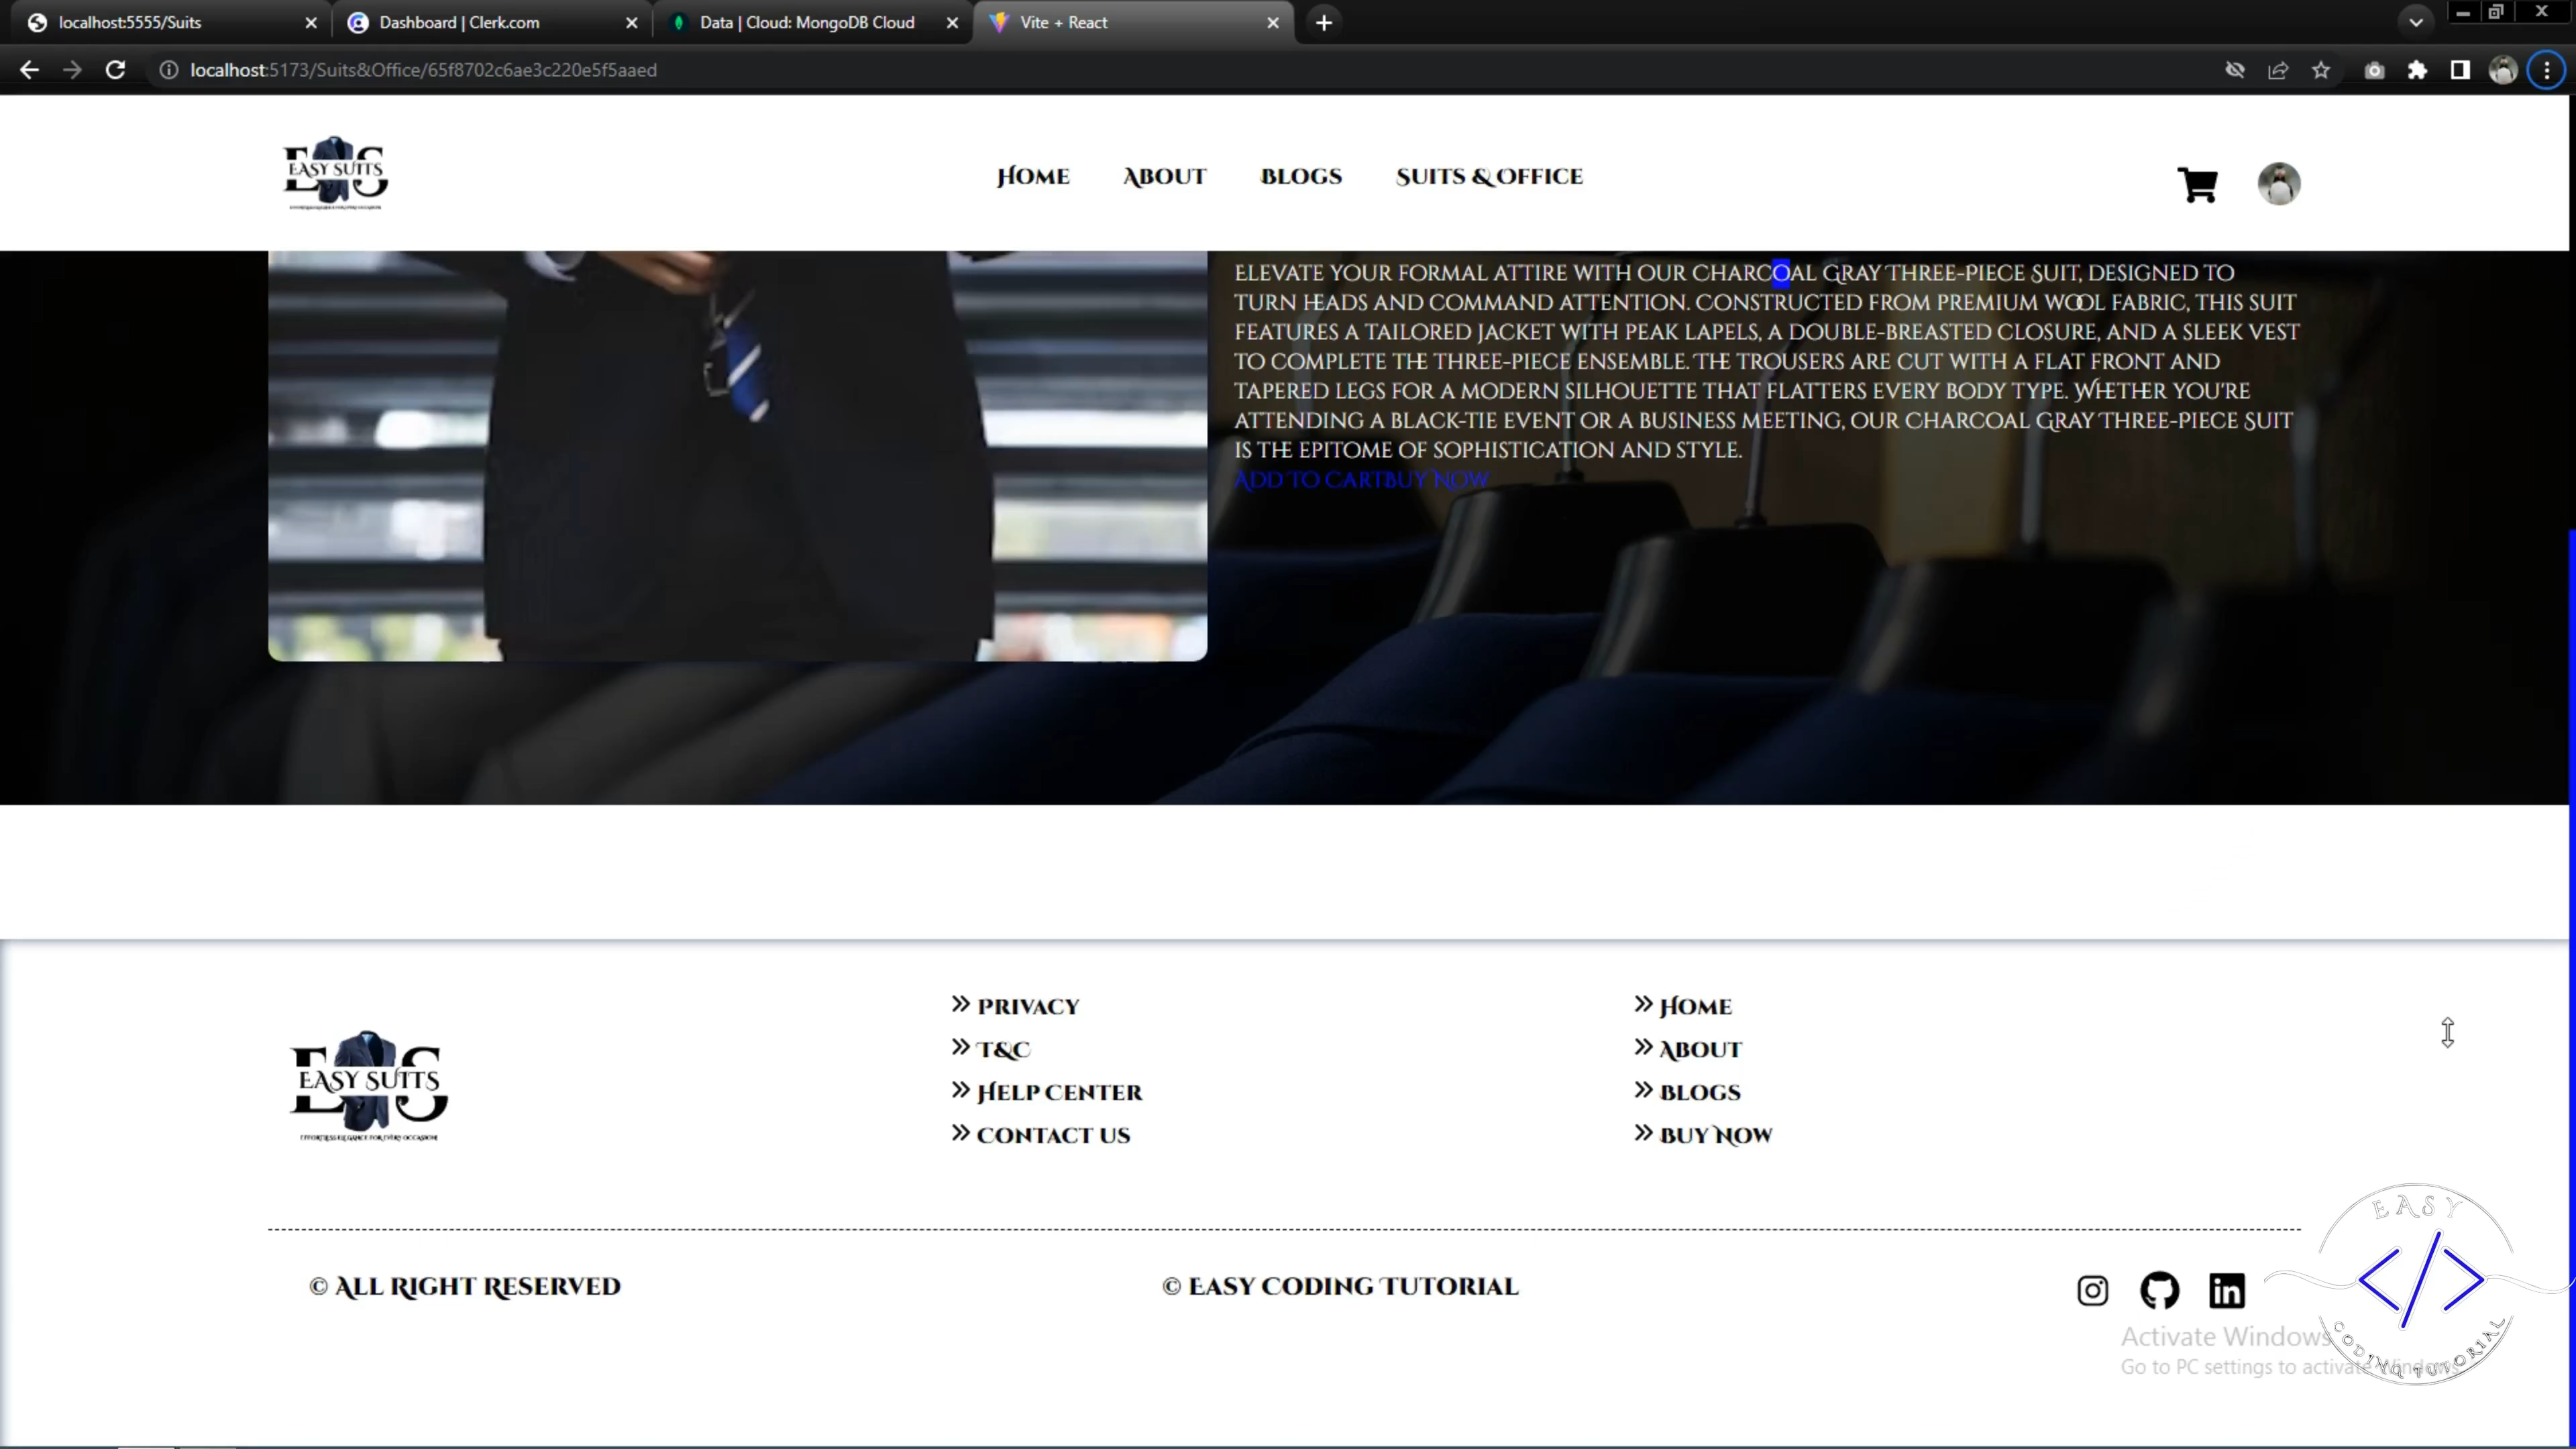 localhost:5555/Suits
Dashboard | Clerk.com
Data | Cloud: MongoDB Cloud
Vite + React
localhost:5173/Suits&Office/65f8702c6ae3c220e5f5aaed
EASY SUITS
Home
About
Blogs
Suits & Office
Elevate your formal attire with our Charcoal Gray Three-Piece Suit, designed to
turn heads and command attention. Constructed from premium wool fabric, this suit
features a tailored jacket with peak lapels, a double-breasted closure, and a sleek vest
to complete the three-piece ensemble. The trousers are cut with a flat front and
tapered legs for a modern silhouette that flatters every body type. Whether you're
attending a black-tie event or a business meeting, our Charcoal Gray Three-Piece Suit
is the epitome of sophistication and style.
Add To CartBuy Now
ES
EASY SUITS
EFFORTLESS ELEGANCE FOR EVERY OCCASION
Privacy
T&C
Help Center
Contact us
Home
About
Blogs
Buy Now
© All Right Reserved
© Easy Coding Tutorial
Activate Windows
Go to PC settings to activate Windows.
EASY
</>
CODING TUTORIAL